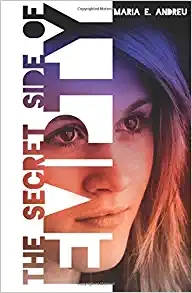 MARIA E. ANDREU
THE SECRET SIDE OF
EMPTY